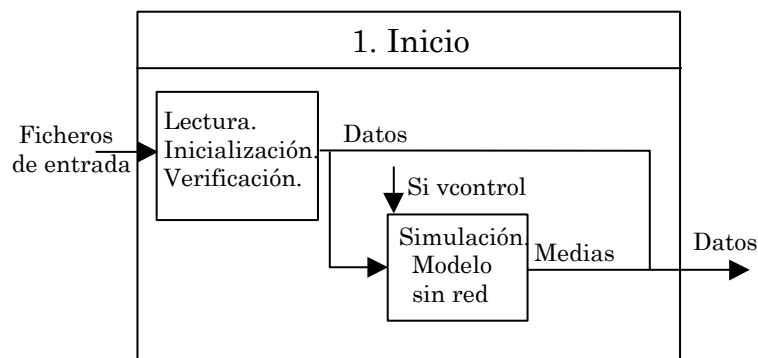 1. Inicio
Ficheros
de entrada
Lectura.
Inicialización.
Verificación.
Datos
Si vcontrol
Simulación.
Modelo
sin red
Medias
Datos